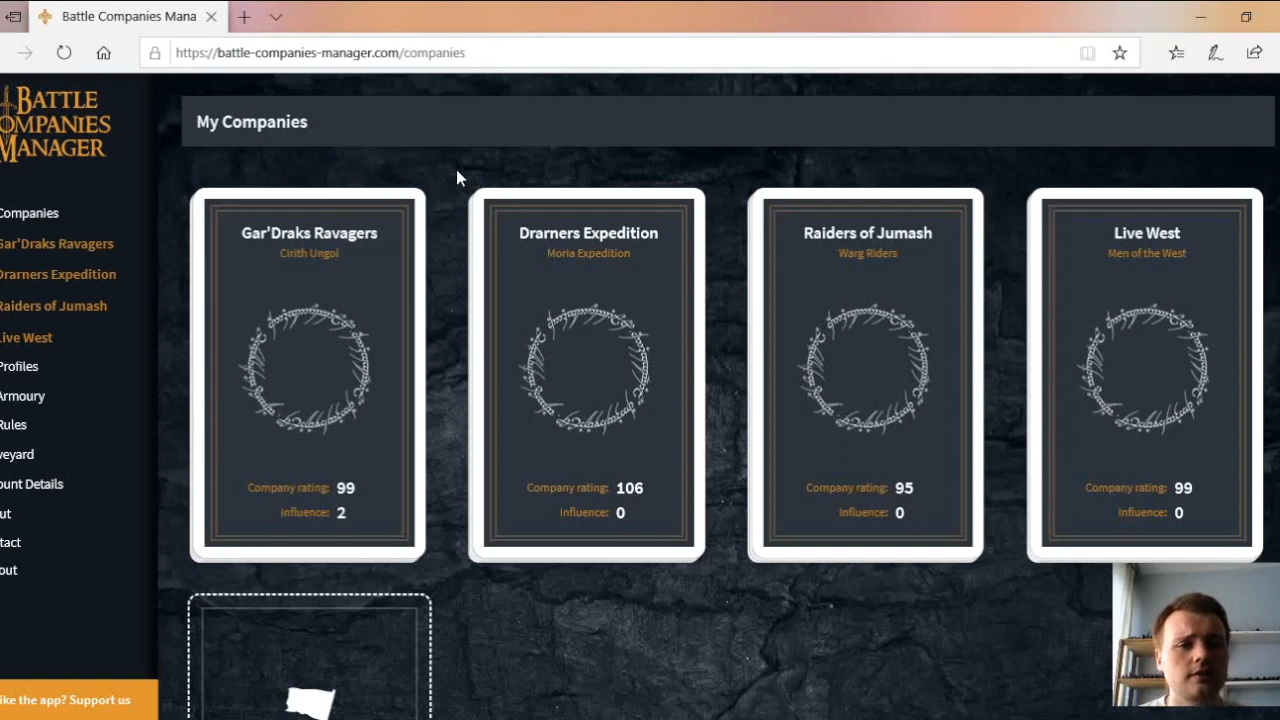 Battle Companies Mana
https://battle-companies-manager.com/companies
BATTLE
OMPANIES
MANAGER
My Companies
Companies
Gar'Draks Ravagers
Drarners Expedition
Raiders of Jumash
Live West
Profiles
Armoury
Rules
veyard
ount Details
ut
tact
out
ike the app? Support us
Gar'Draks Ravagers
Cirith Ungol
Company rating: 99
Influence: 2
Drarners Expedition
Moria Expedition
Company rating: 106
Influence: 0
Raiders of Jumash
Warg Riders
Company rating: 95
Influence: 0
Live West
Men of the West
Company rating: 99
Influence: 0